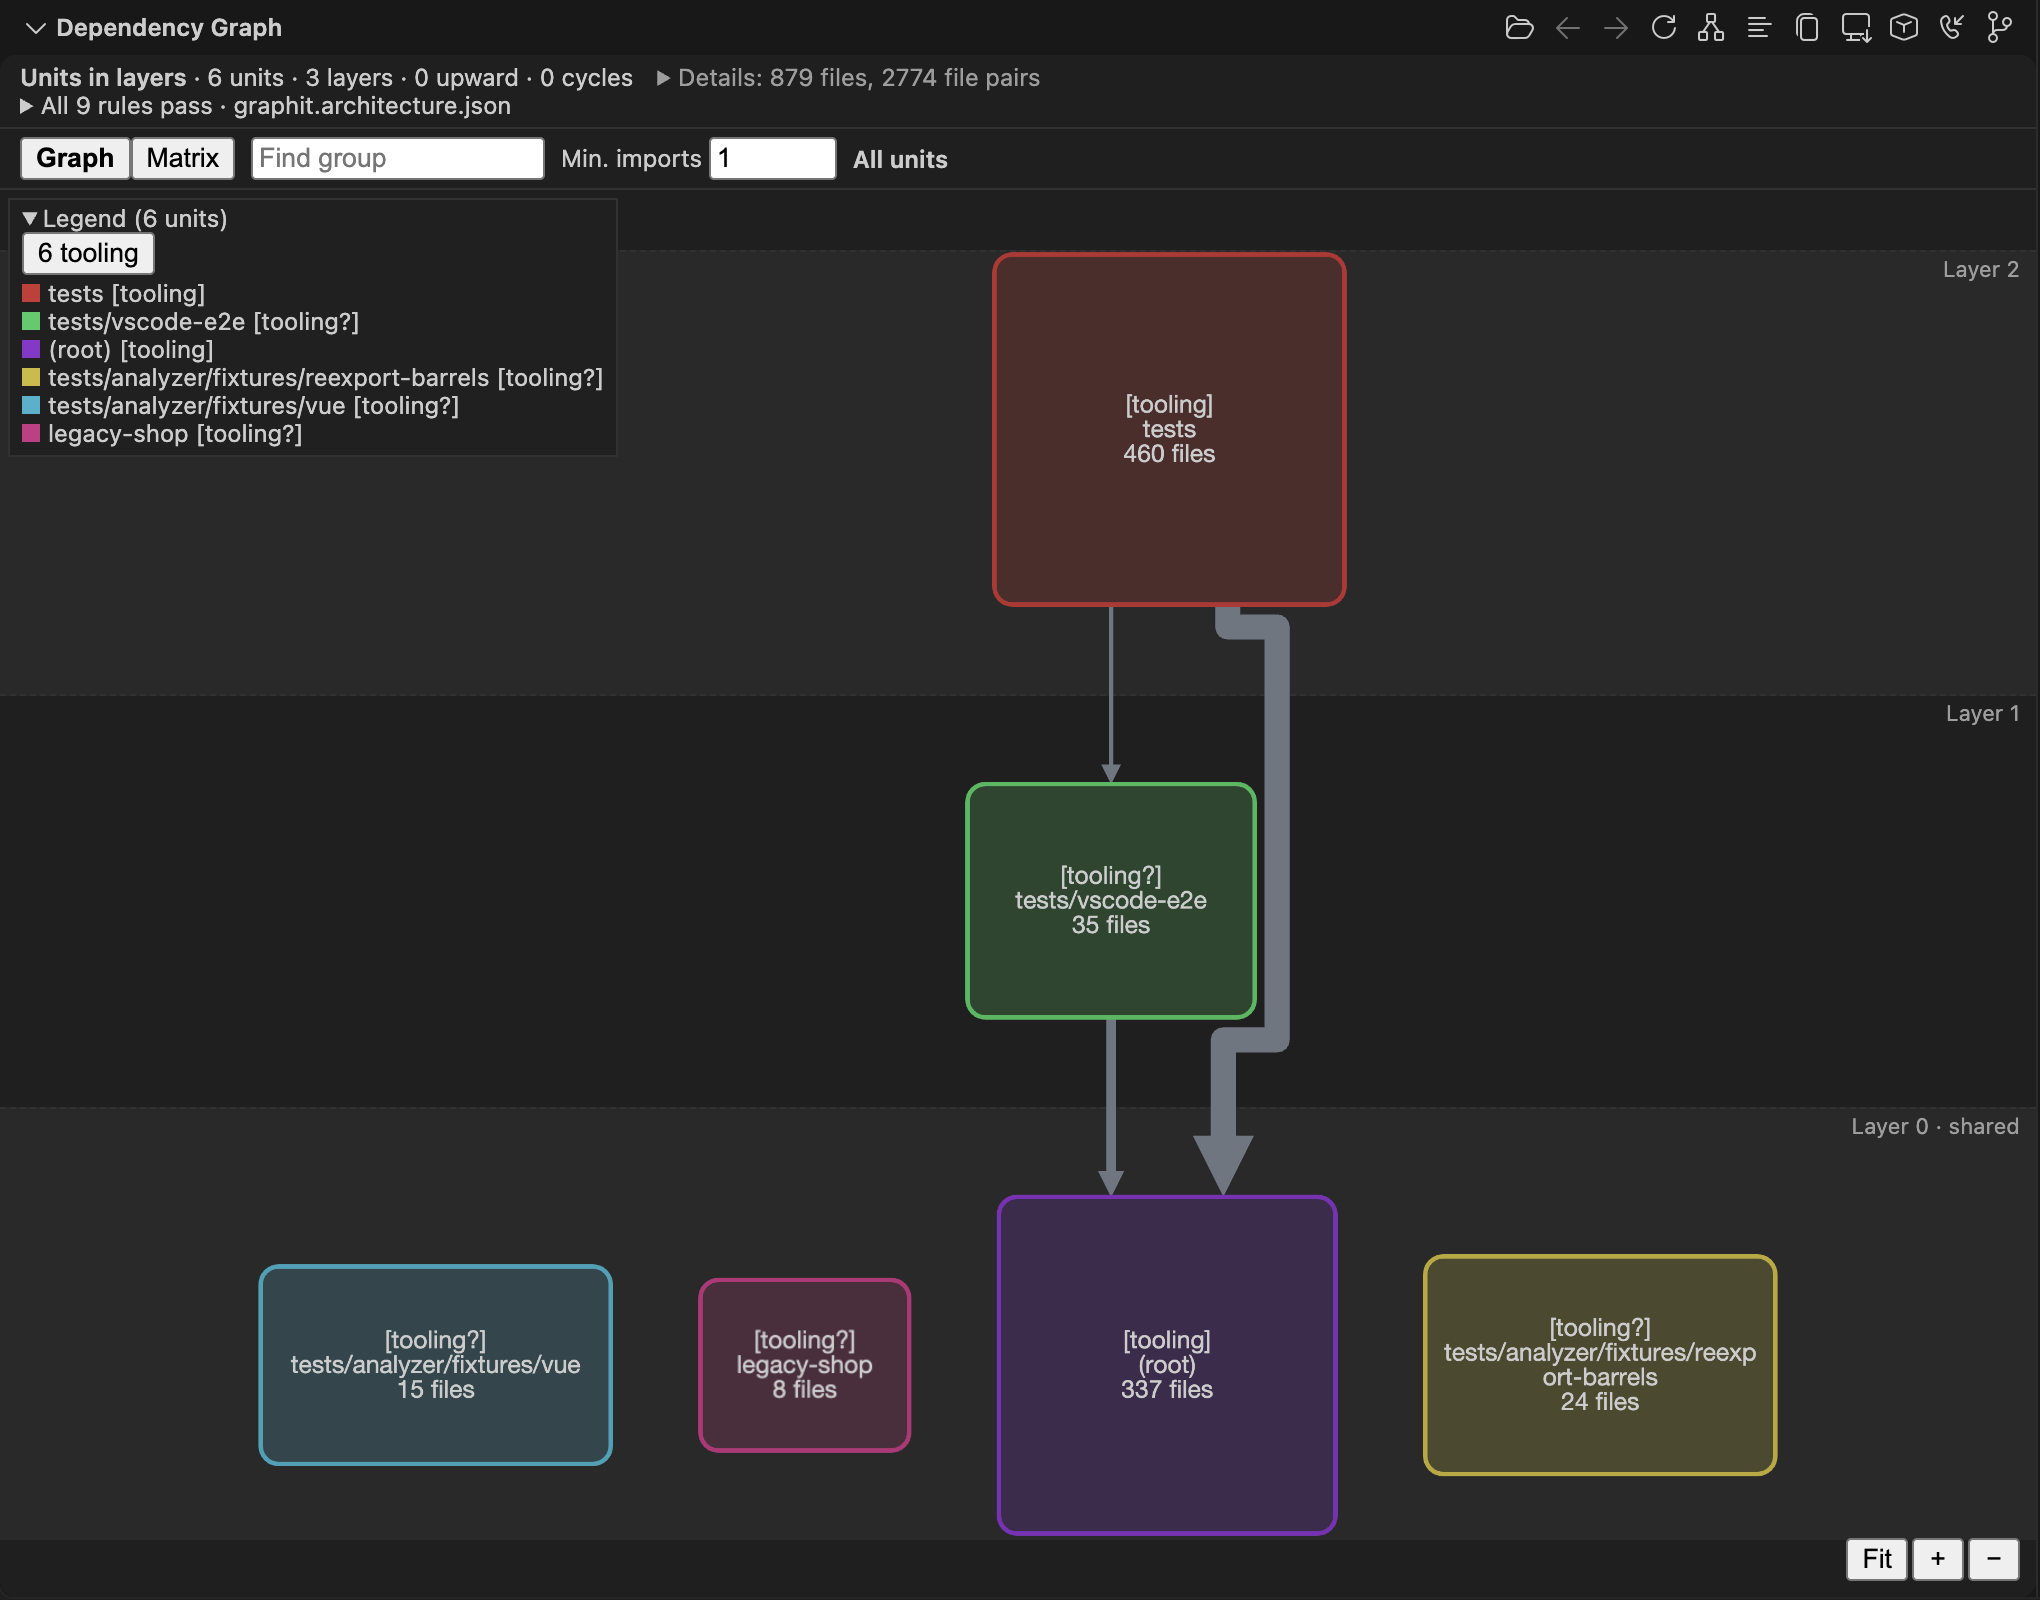 Dependency Graph
Units in layers · 6 units · 3 layers · 0 upward · 0 cycles ▶ Details: 879 files, 2774 file pairs
▶ All 9 rules pass · graphit.architecture.json
Graph Matrix Find group Min. imports 1 All units
▼ Legend (6 units)
6 tooling
tests [tooling]
tests/vscode-e2e [tooling?]
(root) [tooling]
tests/analyzer/fixtures/reexport-barrels [tooling?]
tests/analyzer/fixtures/vue [tooling?]
legacy-shop [tooling?]
Layer 2
[tooling]
tests
460 files
Layer 1
[tooling?]
tests/vscode-e2e
35 files
Layer 0 · shared
[tooling?]
tests/analyzer/fixtures/vue
15 files
[tooling?]
legacy-shop
8 files
[tooling]
(root)
337 files
[tooling?]
tests/analyzer/fixtures/reexp
ort-barrels
24 files
Fit + −